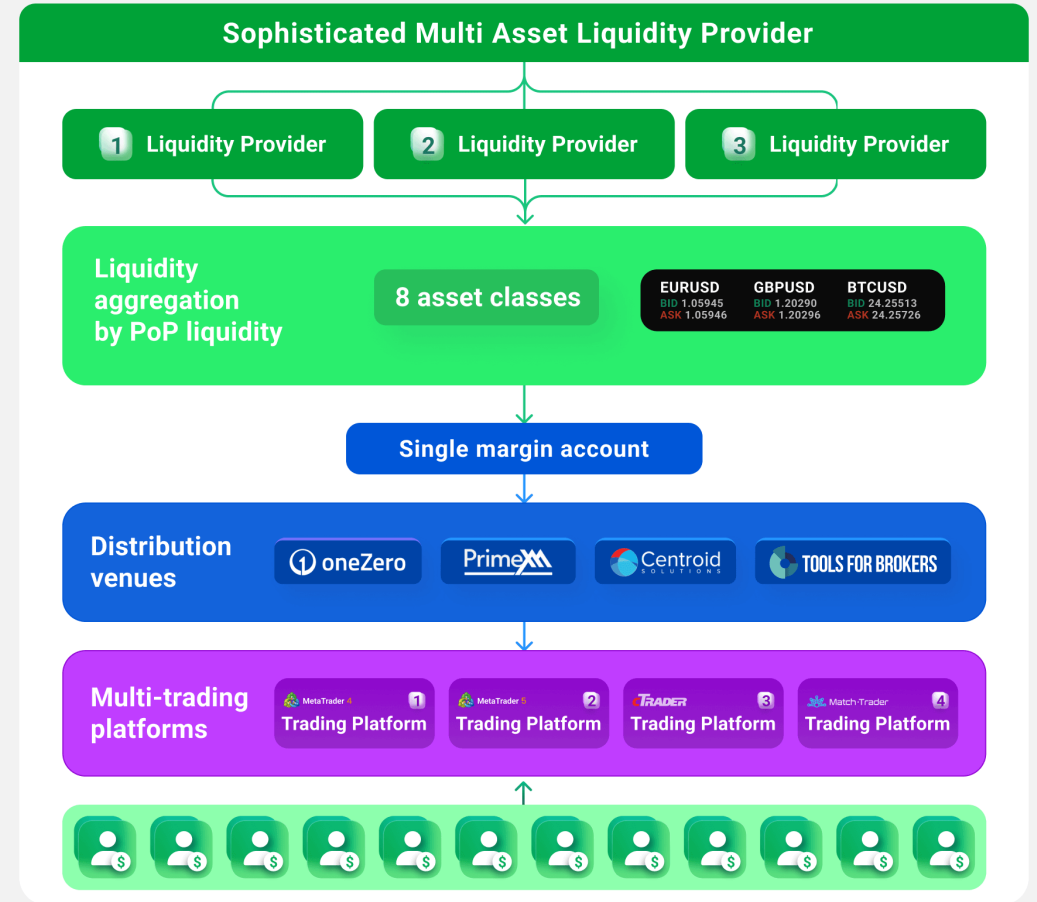 Sophisticated Multi Asset Liquidity Provider
1 Liquidity Provider
2 Liquidity Provider
3 Liquidity Provider
Liquidity
aggregation
by PoP liquidity
8 asset classes
EURUSD GBPUSD BTCUSD
BID 1.05945 BID 1.20290 BID 24.25513
ASK 1.05946 ASK 1.20296 ASK 24.25726
Single margin account
Distribution
venues
1 oneZero
PrimeXM
Centroid
SOLUTIONS
TOOLS FOR BROKERS
Multi-trading
platforms
MetaTrader 4 1
Trading Platform
MetaTrader 5 2
Trading Platform
cTRADER 3
Trading Platform
Match-Trader 4
Trading Platform
$ $ $ $ $ $ $ $ $ $ $ $